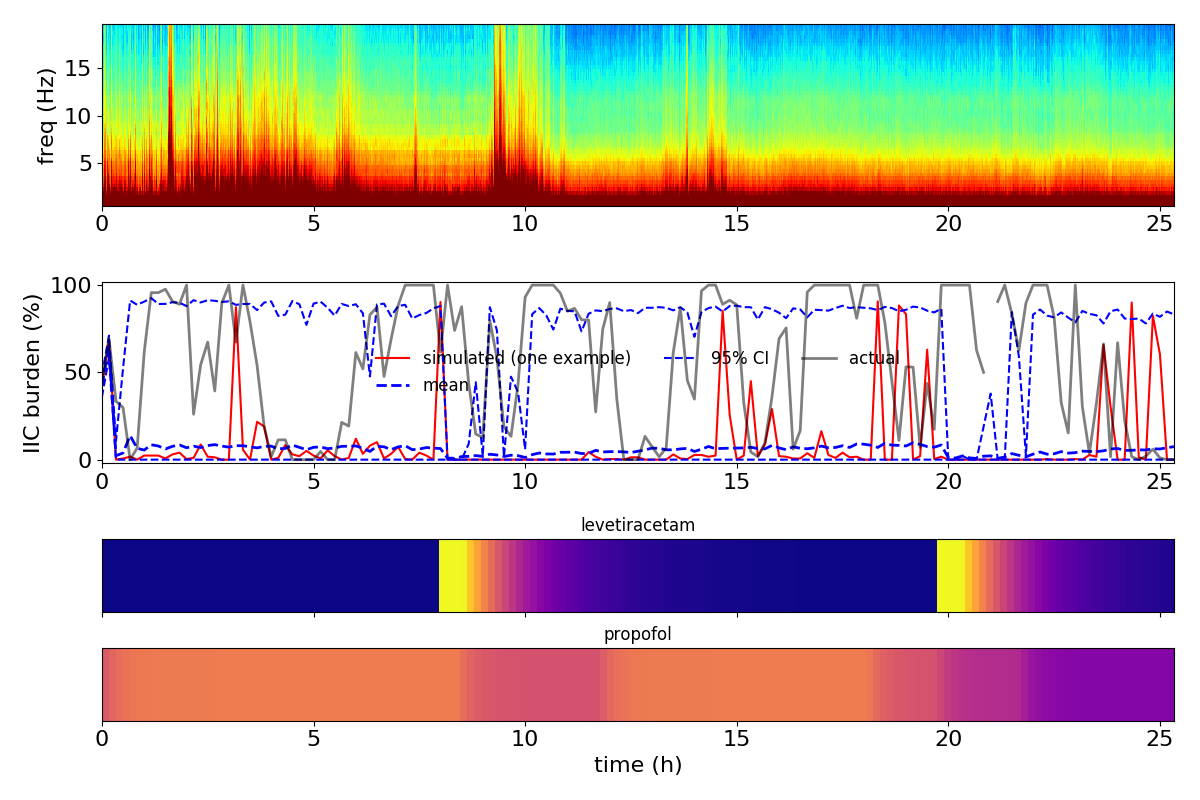 freq (Hz)
15
10
5
0 5 10 15 20 25
IIC burden (%)
100
50
0
simulated (one example) 95% CI actual
mean
0 5 10 15 20 25
levetiracetam
propofol
0 5 10 15 20 25
time (h)